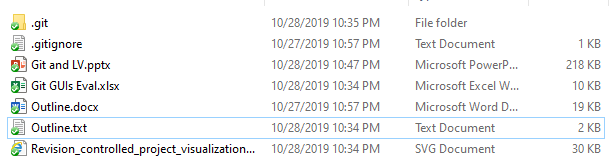 .git 10/28/2019 10:35 PM File folder
.gitignore 10/27/2019 10:57 PM Text Document 1 KB
Git and LV.pptx 10/28/2019 10:34 PM Microsoft PowerP... 218 KB
Git GUIs Eval.xlsx 10/28/2019 10:34 PM Microsoft Excel W... 10 KB
Outline.docx 10/27/2019 10:57 PM Microsoft Word D... 19 KB
Outline.txt 10/28/2019 10:34 PM Text Document 2 KB
Revision_controlled_project_visualization... 10/28/2019 10:34 PM SVG Document 30 KB